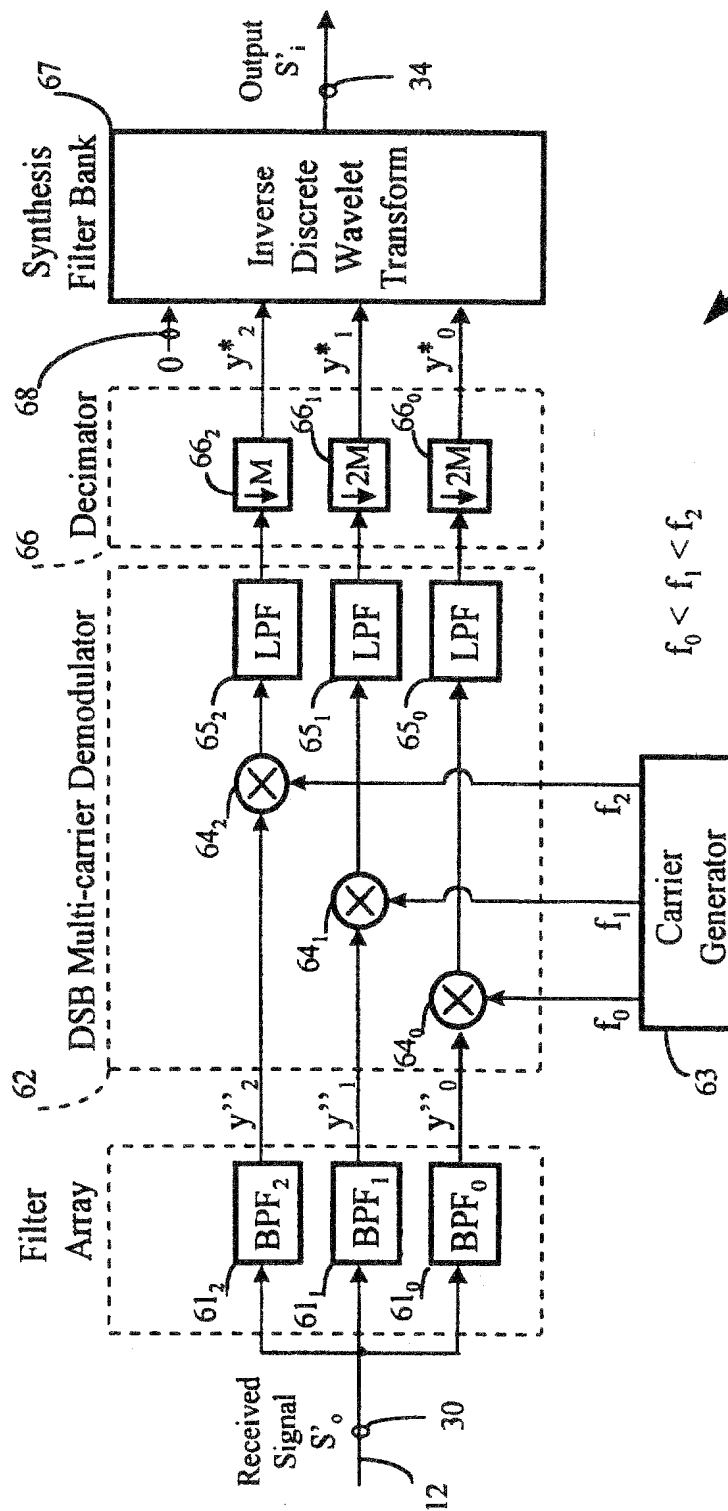 Filter
Array
62
DSB Multi-carrier Demodulator
66
Decimator
68
Synthesis
Filter Bank
67
Received
Signal
S'o
30
12
61₂
BPF₂
61₁
BPF₁
61₀
BPF₀
y''₂
y''₁
y''₀
64₂
64₁
64₀
65₂
LPF
65₁
LPF
65₀
LPF
66₂
↓M
66₁
↓2M
66₀
↓2M
0
y*₂
y*₁
y*₀
Inverse
Discrete
Wavelet
Transform
Output
S'i
34
f₀
f₁
f₂
Carrier
Generator
63
f₀ < f₁ < f₂